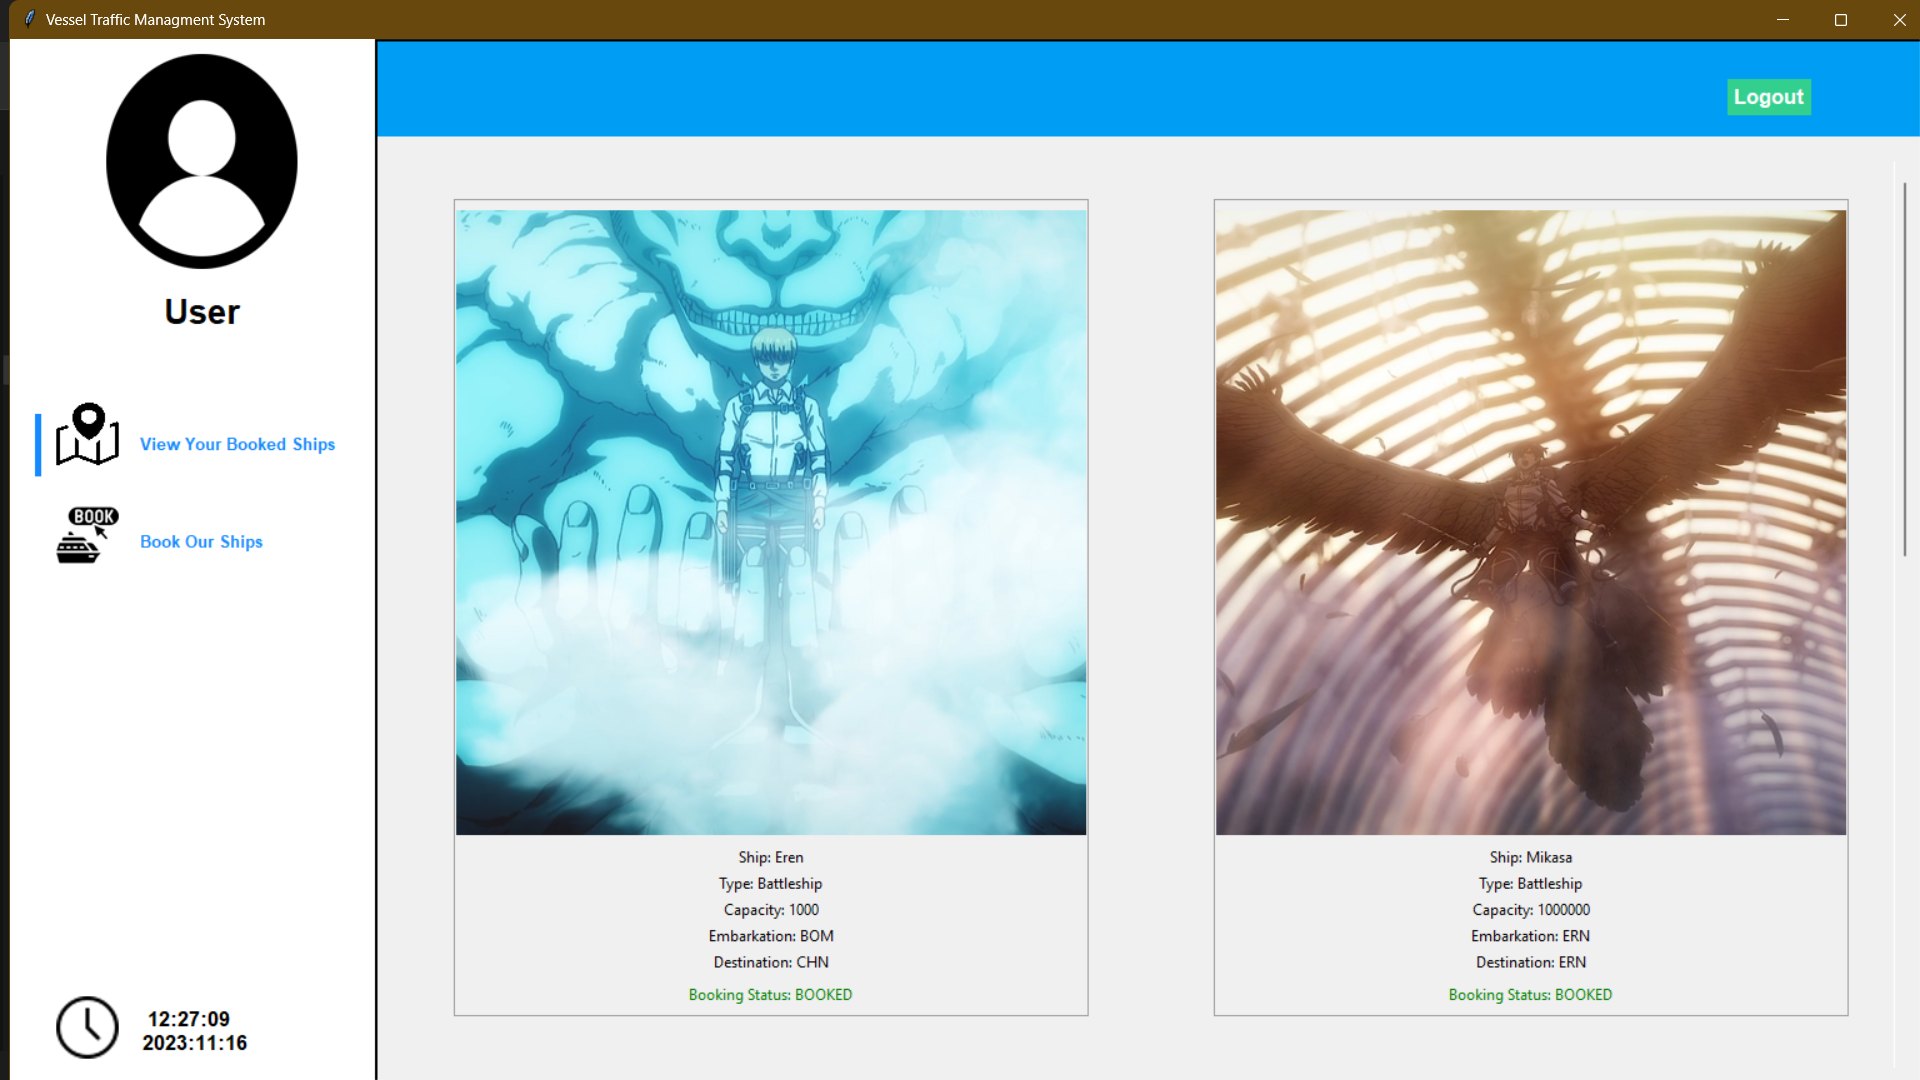 Vessel Traffic Managment System
Logout
User
View Your Booked Ships
BOOK
Book Our Ships
12:27:09
2023:11:16
Ship: Eren
Type: Battleship
Capacity: 1000
Embarkation: BOM
Destination: CHN
Booking Status: BOOKED
Ship: Mikasa
Type: Battleship
Capacity: 1000000
Embarkation: ERN
Destination: ERN
Booking Status: BOOKED